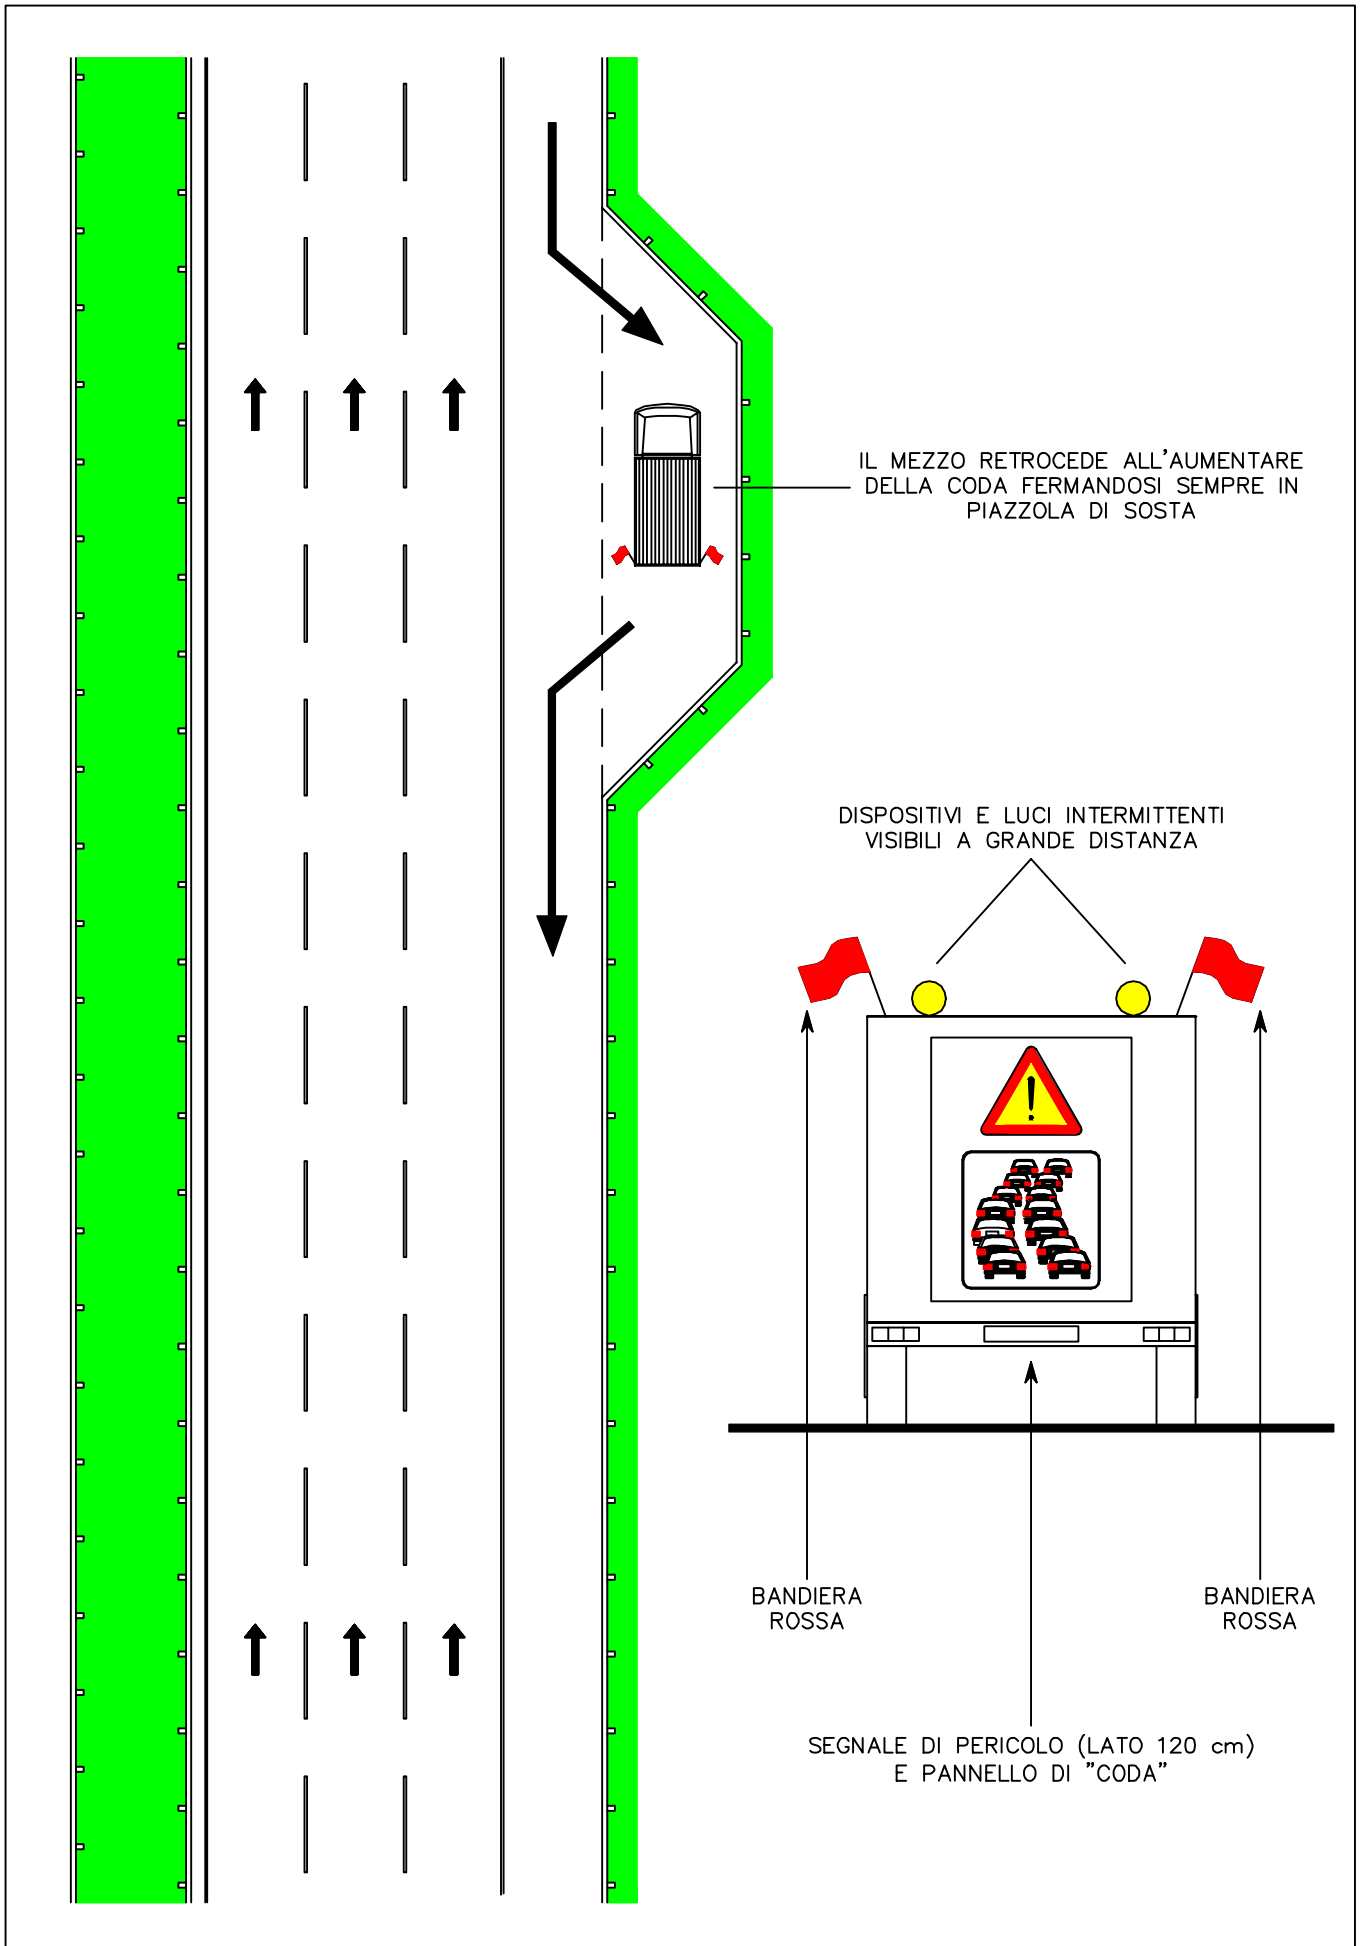 IL MEZZO RETROCEDE ALL'AUMENTARE
DELLA CODA FERMANDOSI SEMPRE IN
PIAZZOLA DI SOSTA
DISPOSITIVI E LUCI INTERMITTENTI
VISIBILI A GRANDE DISTANZA
!
BANDIERA
ROSSA
BANDIERA
ROSSA
SEGNALE DI PERICOLO (LATO 120 cm)
E PANNELLO DI "CODA"